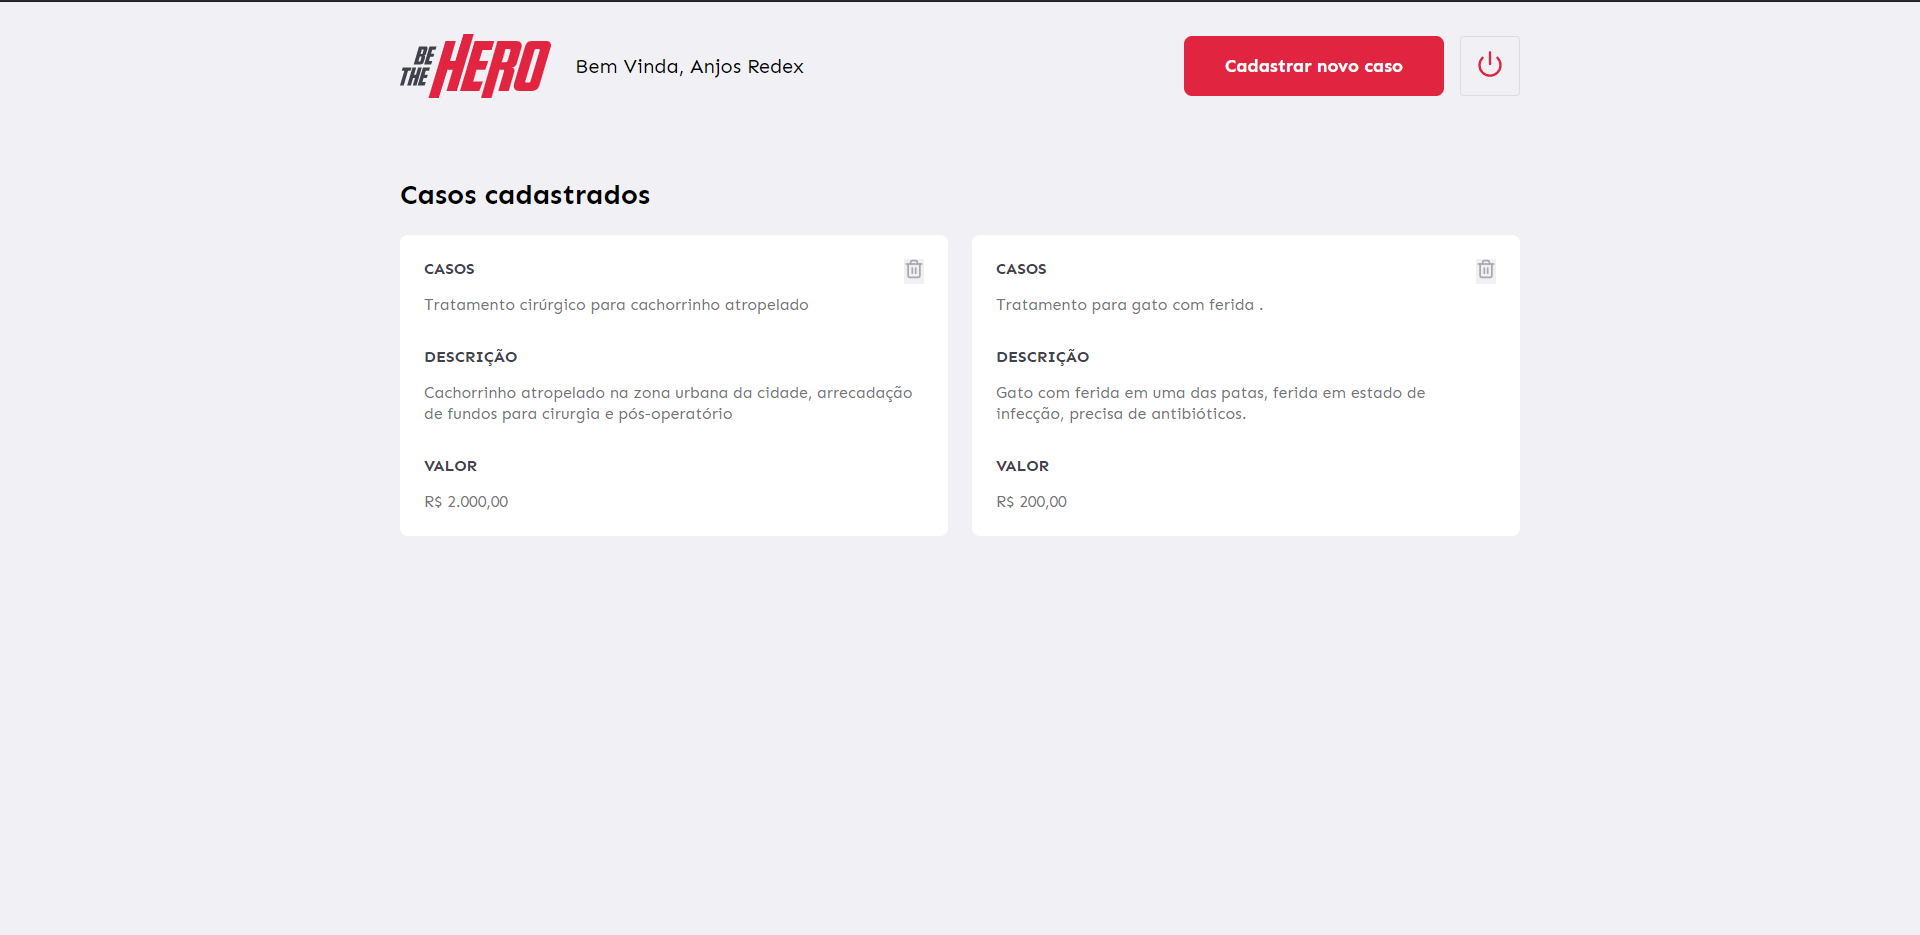 BE THE HERO
Bem Vinda, Anjos Redex
Cadastrar novo caso
Casos cadastrados
CASOS
Tratamento cirúrgico para cachorrinho atropelado
DESCRIÇÃO
Cachorrinho atropelado na zona urbana da cidade, arrecadação
de fundos para cirurgia e pós-operatório
VALOR
R$ 2.000,00
CASOS
Tratamento para gato com ferida .
DESCRIÇÃO
Gato com ferida em uma das patas, ferida em estado de
infecção, precisa de antibióticos.
VALOR
R$ 200,00